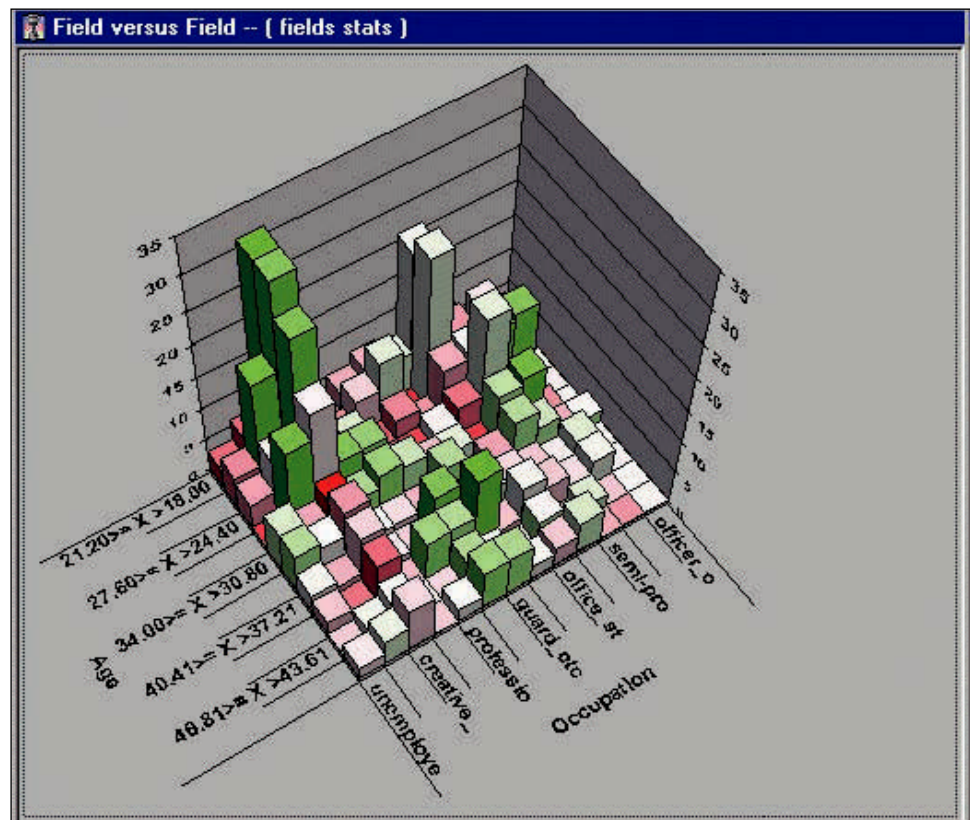 Field versus Field -- ( fields stats )
35
30
25
20
15
10
5
0
35
30
25
20
15
10
5
21.20>= X >18.00
27.60>= X >24.40
34.00>= X >30.80
40.41>= X >37.21
46.81>= X >43.61
Age
unemploye
creative_
professio
guard_etc
office_st
semi-pro
officer_o
Occupation